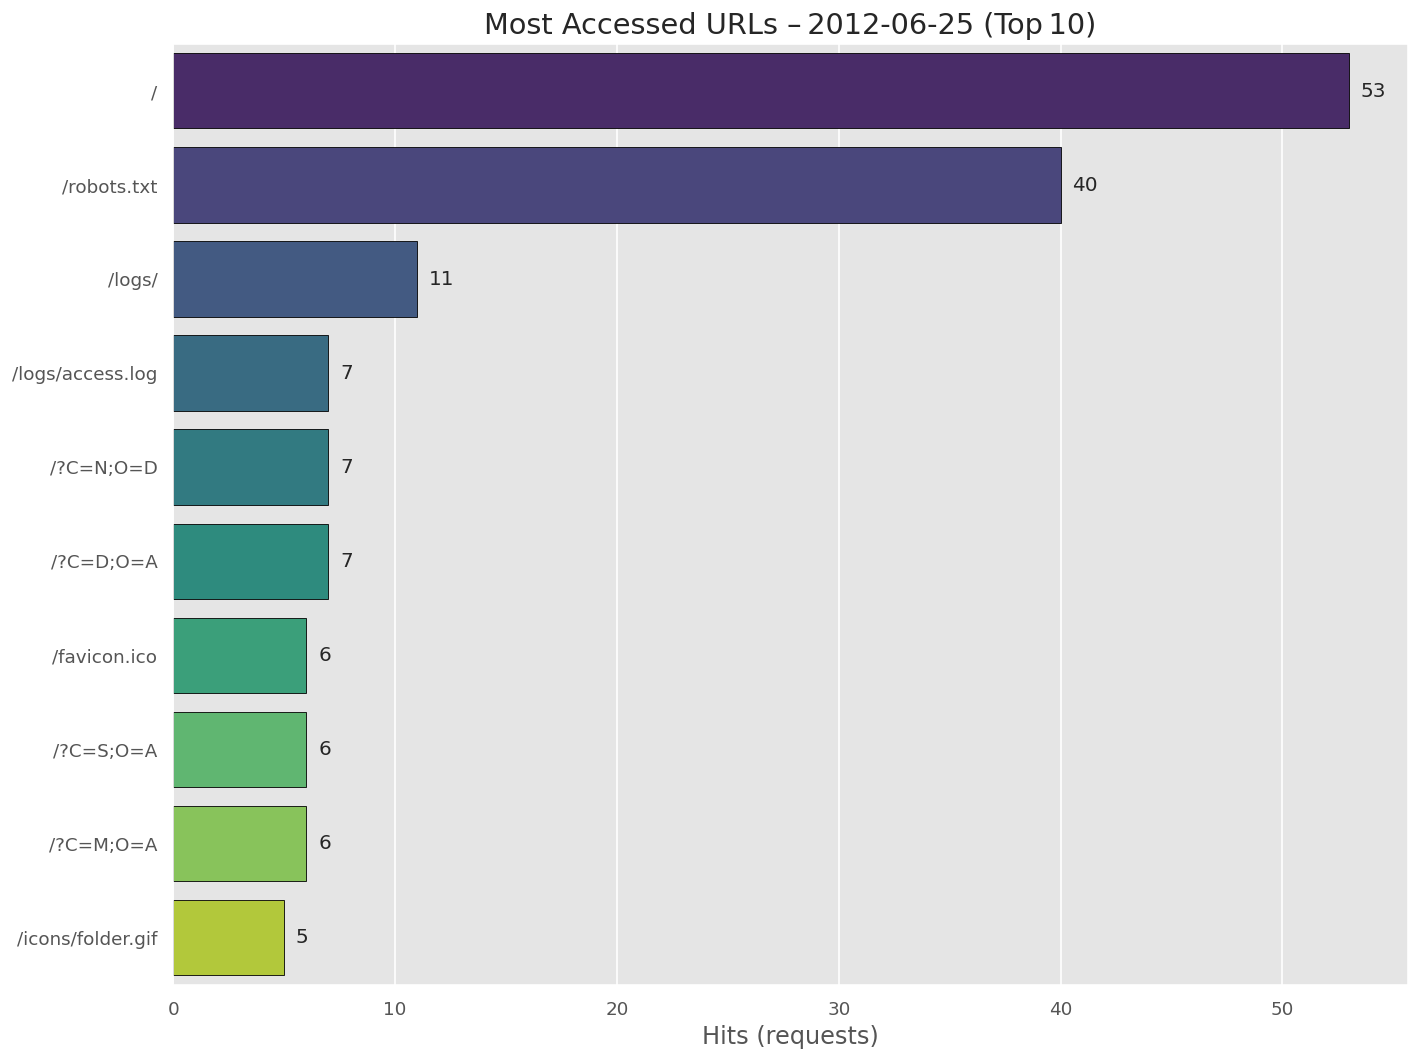 Most Accessed URLs – 2012-06-25 (Top 10)
/
53
/robots.txt
40
/logs/
11
/logs/access.log
7
/?C=N;O=D
7
/?C=D;O=A
7
/favicon.ico
6
/?C=S;O=A
6
/?C=M;O=A
6
/icons/folder.gif
5
0 10 20 30 40 50
Hits (requests)